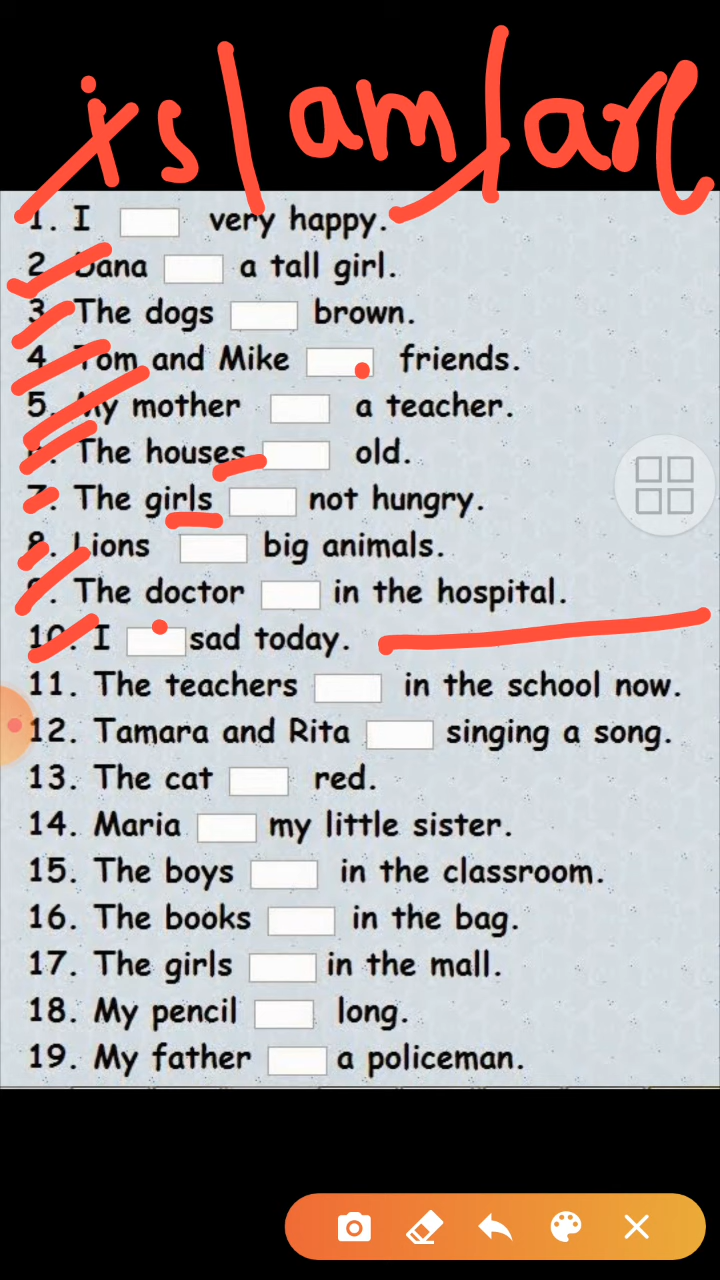 is/am/are
1. I very happy.
2. Dana a tall girl.
3. The dogs brown.
4. Tom and Mike friends.
5. My mother a teacher.
6. The houses old.
7. The girls not hungry.
8. Lions big animals.
9. The doctor in the hospital.
10. I sad today.
11. The teachers in the school now.
12. Tamara and Rita singing a song.
13. The cat red.
14. Maria my little sister.
15. The boys in the classroom.
16. The books in the bag.
17. The girls in the mall.
18. My pencil long.
19. My father a policeman.